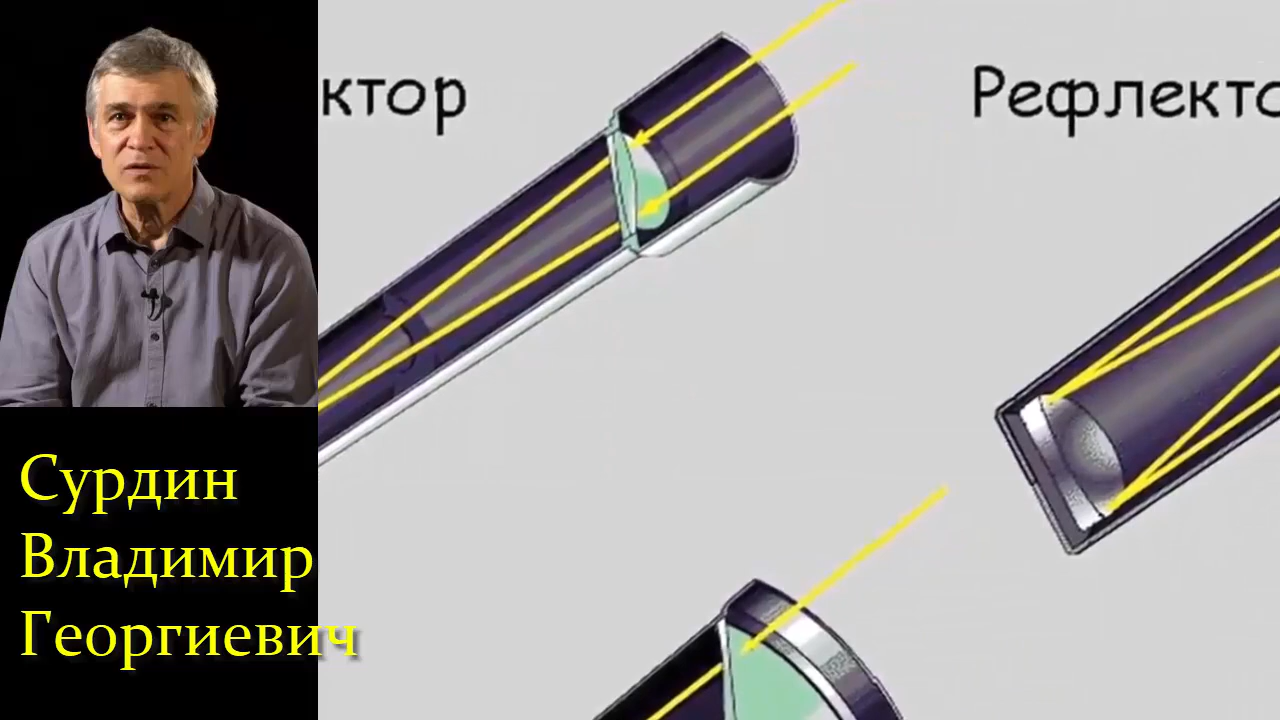 ктор
Рефлекто
Сурдин
Владимир
Георгиевич